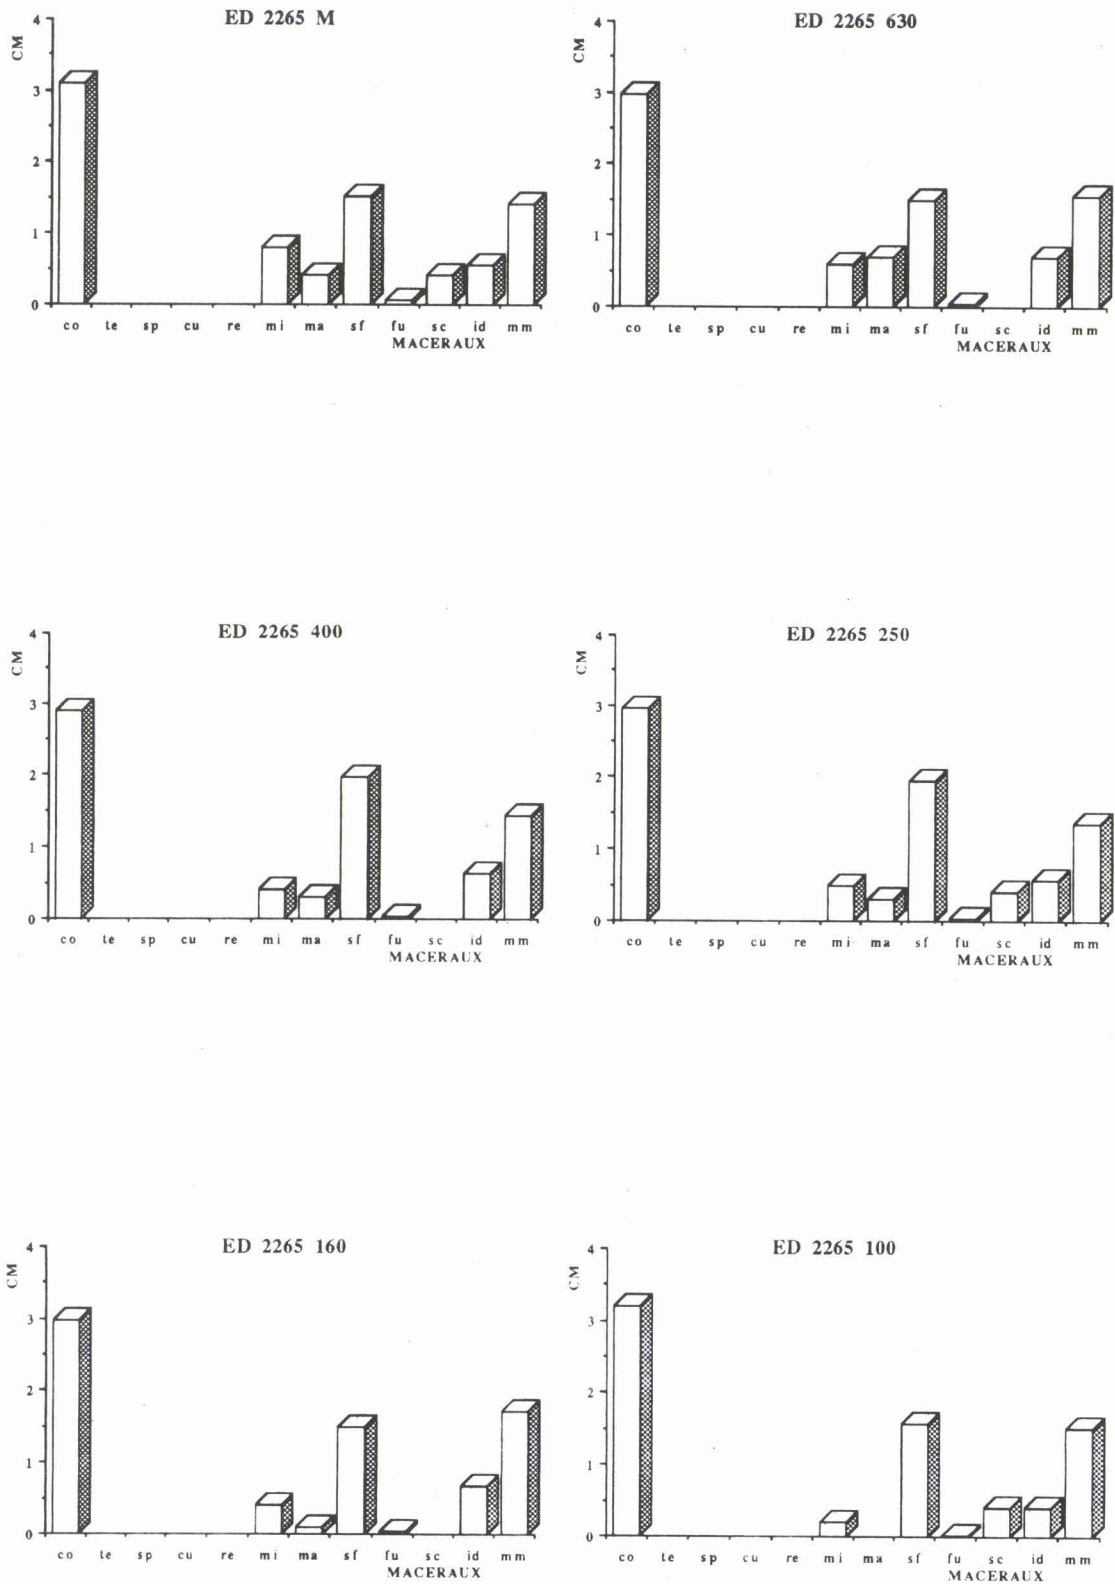 ED 2265 M
CM
4
3
2
1
0
co te sp cu re mi ma sf fu sc id mm
MACERAUX
ED 2265 630
CM
4
3
2
1
0
co te sp cu re mi ma sf fu sc id mm
MACERAUX
ED 2265 400
CM
4
3
2
1
0
co te sp cu re mi ma sf fu sc id mm
MACERAUX
ED 2265 250
CM
4
3
2
1
0
co te sp cu re mi ma sf fu sc id mm
MACERAUX
ED 2265 160
CM
4
3
2
1
0
co te sp cu re mi ma sf fu sc id mm
MACERAUX
ED 2265 100
CM
4
3
2
1
0
co te sp cu re mi ma sf fu sc id mm
MACERAUX